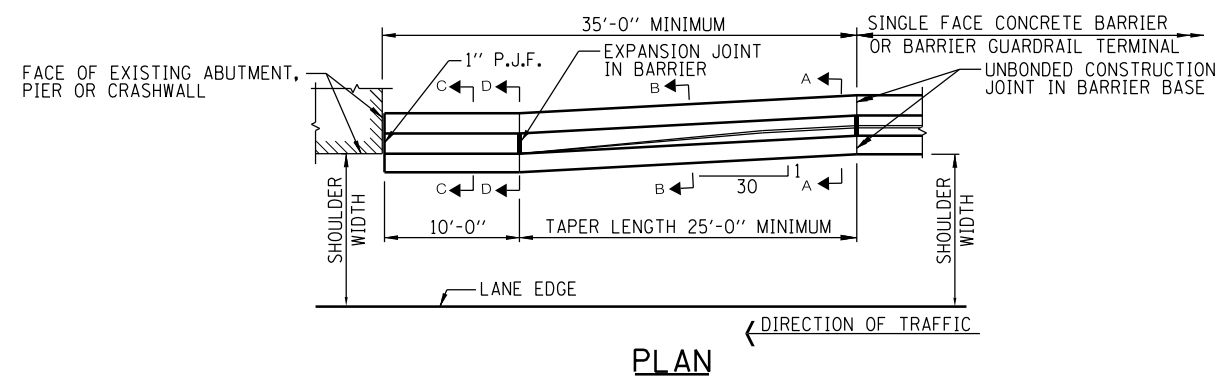 35'-0" MINIMUM
SINGLE FACE CONCRETE BARRIER
OR BARRIER GUARDRAIL TERMINAL
FACE OF EXISTING ABUTMENT,
PIER OR CRASHWALL
1" P.J.F.
EXPANSION JOINT
IN BARRIER
UNBONDED CONSTRUCTION
JOINT IN BARRIER BASE
C
D
B
A
C
D
B
A
1
30
SHOULDER
WIDTH
10'-0"
TAPER LENGTH 25'-0" MINIMUM
SHOULDER
WIDTH
LANE EDGE
DIRECTION OF TRAFFIC
PLAN